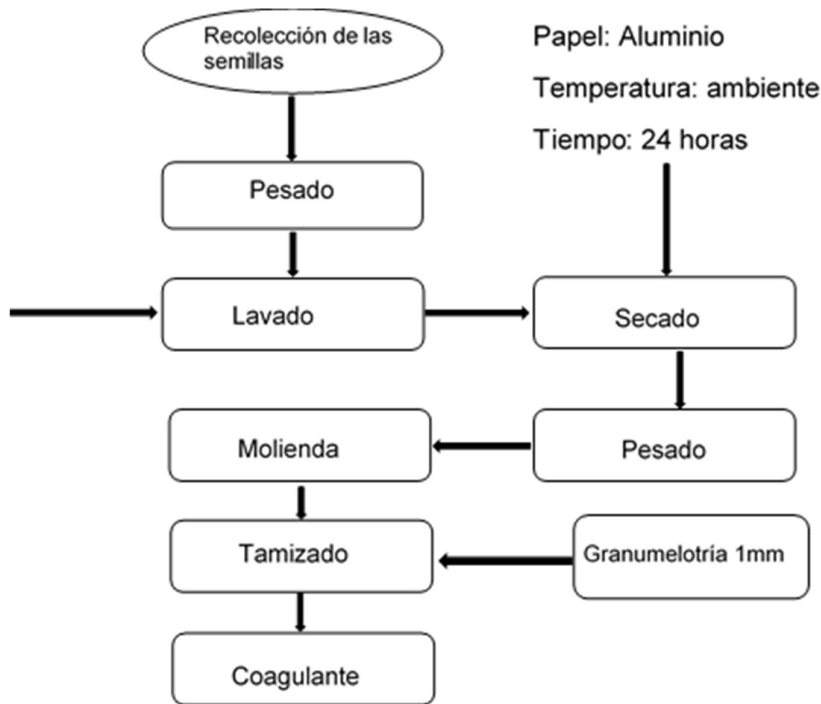 Recolección de las
semillas
Papel: Aluminio
Temperatura: ambiente
Tiempo: 24 horas
Pesado
Lavado
Secado
Pesado
Molienda
Tamizado
Granumelotría 1mm
Coagulante